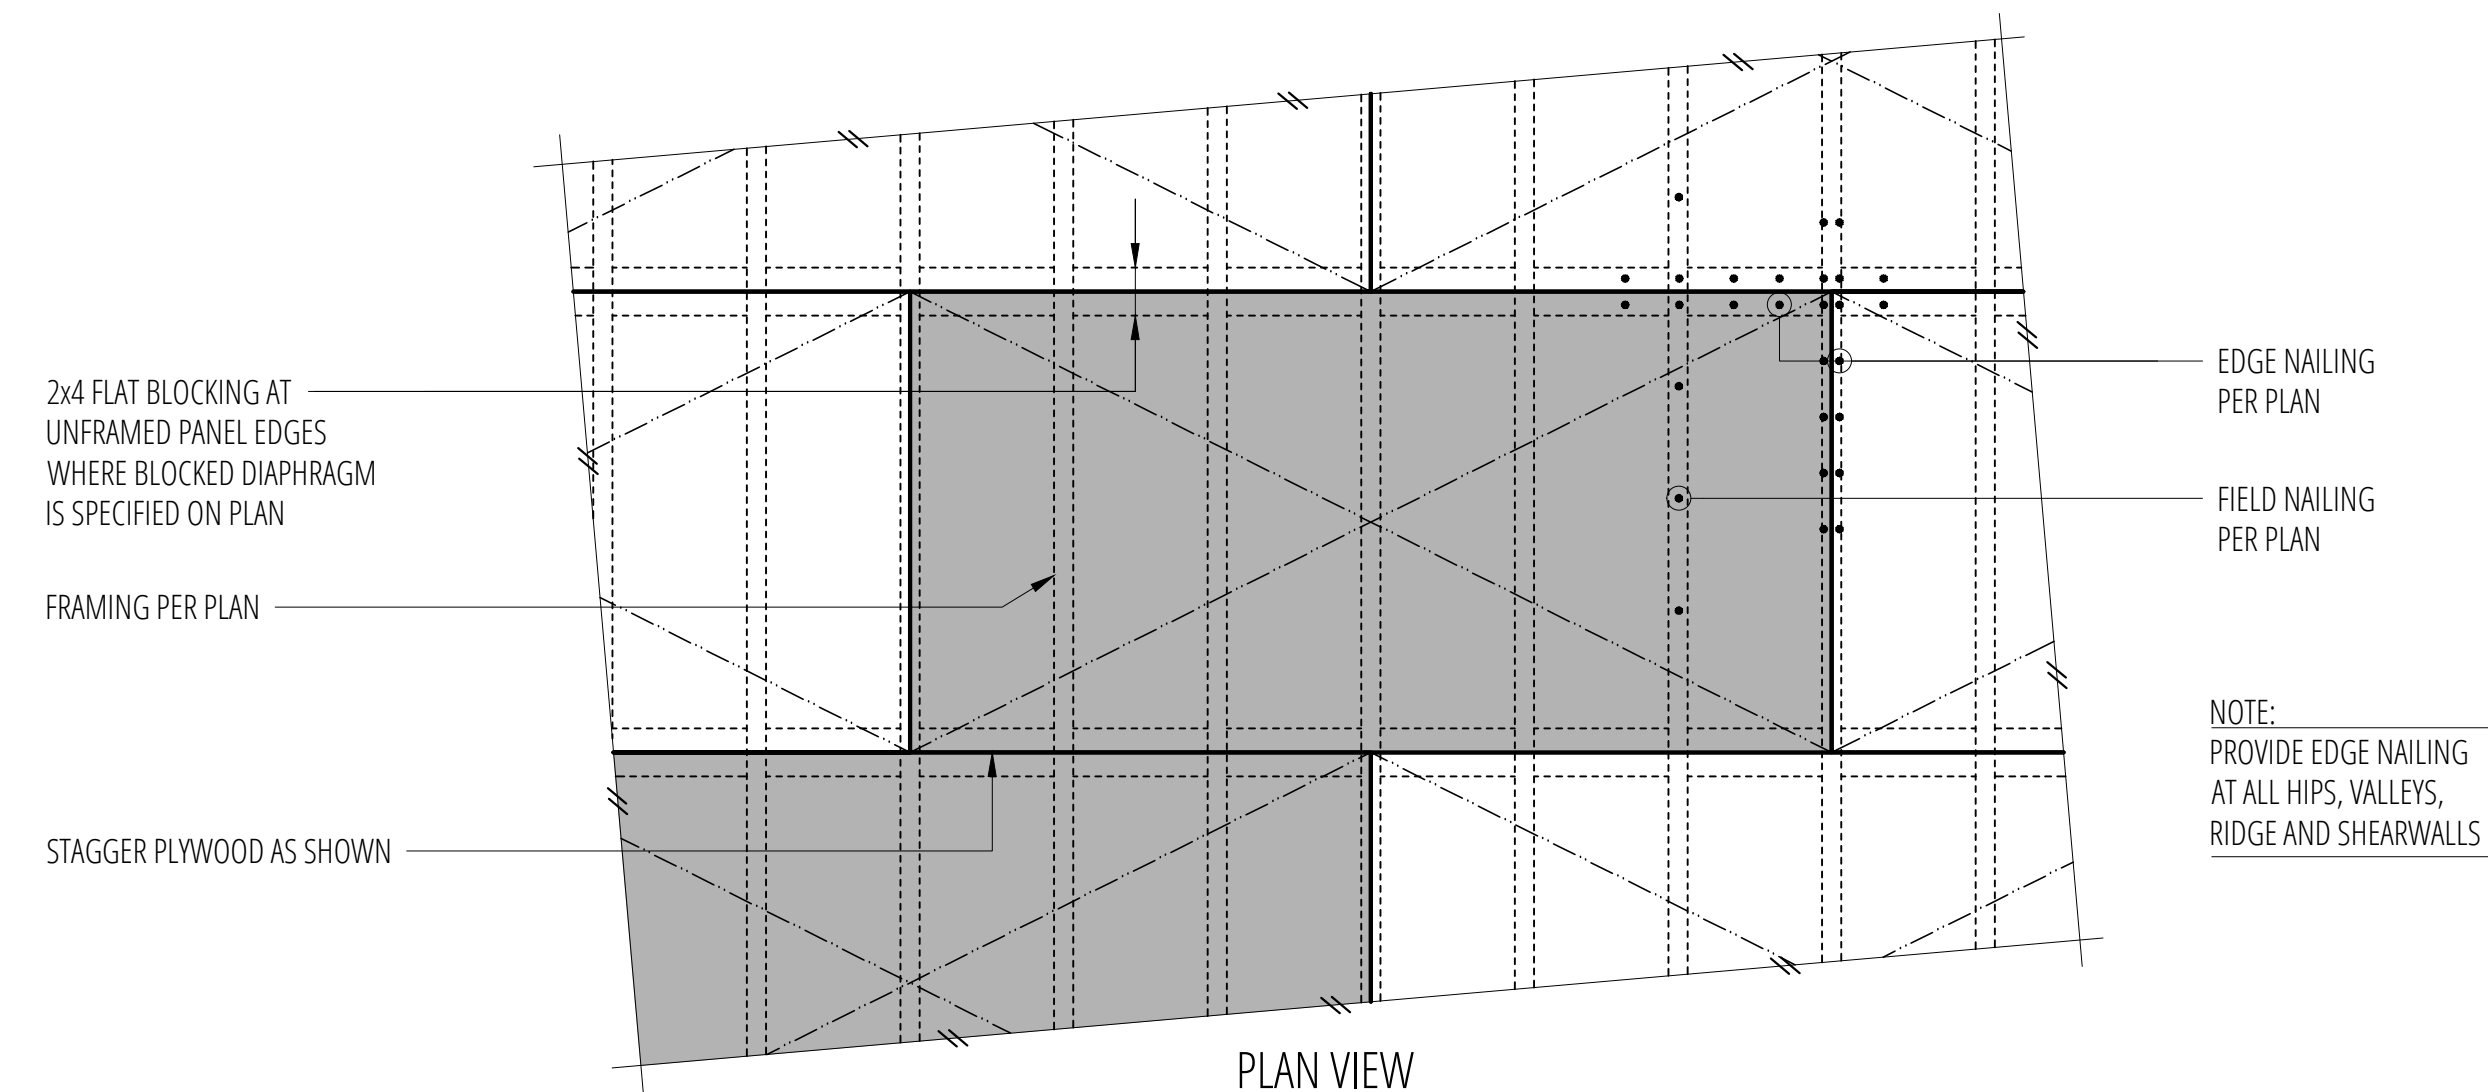 2x4 FLAT BLOCKING AT
UNFRAMED PANEL EDGES
WHERE BLOCKED DIAPHRAGM
IS SPECIFIED ON PLAN
FRAMING PER PLAN
STAGGER PLYWOOD AS SHOWN
EDGE NAILING
PER PLAN
FIELD NAILING
PER PLAN
NOTE:
PROVIDE EDGE NAILING
AT ALL HIPS, VALLEYS,
RIDGE AND SHEARWALLS
PLAN VIEW